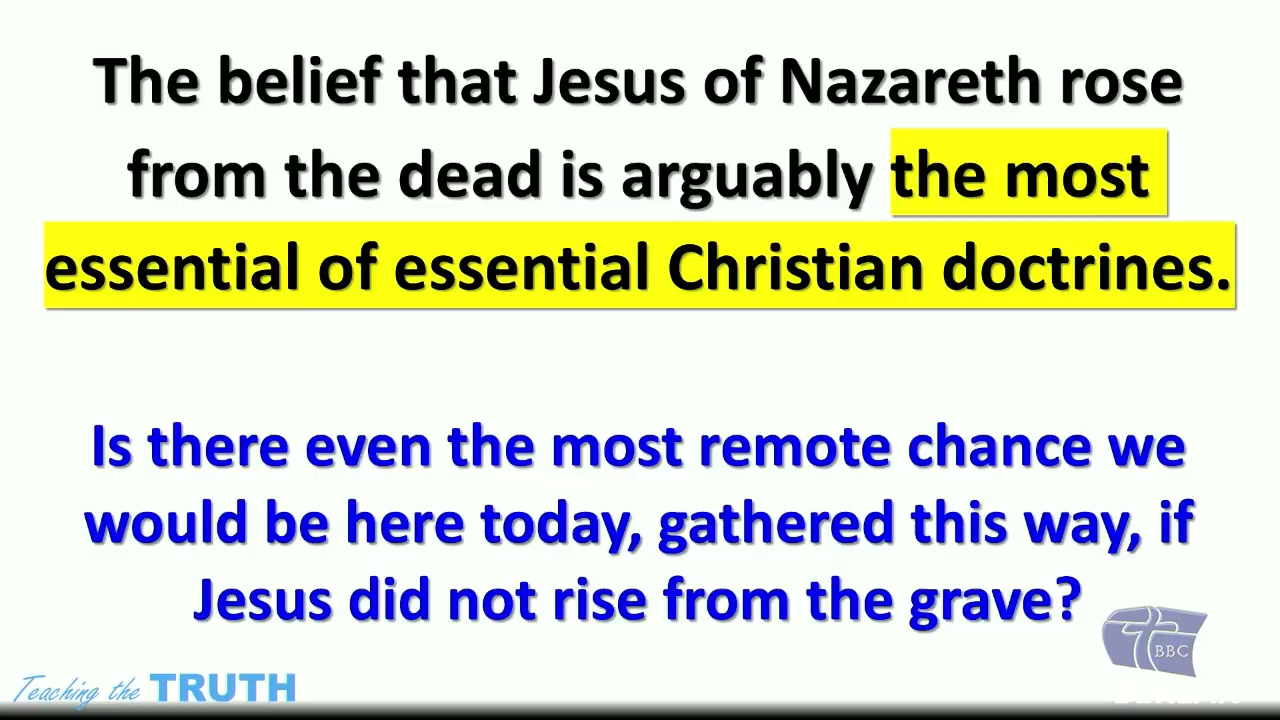 The belief that Jesus of Nazareth rose
from the dead is arguably the most
essential of essential Christian doctrines.
Is there even the most remote chance we
would be here today, gathered this way, if
Jesus did not rise from the grave?
BBC
Teaching the TRUTH